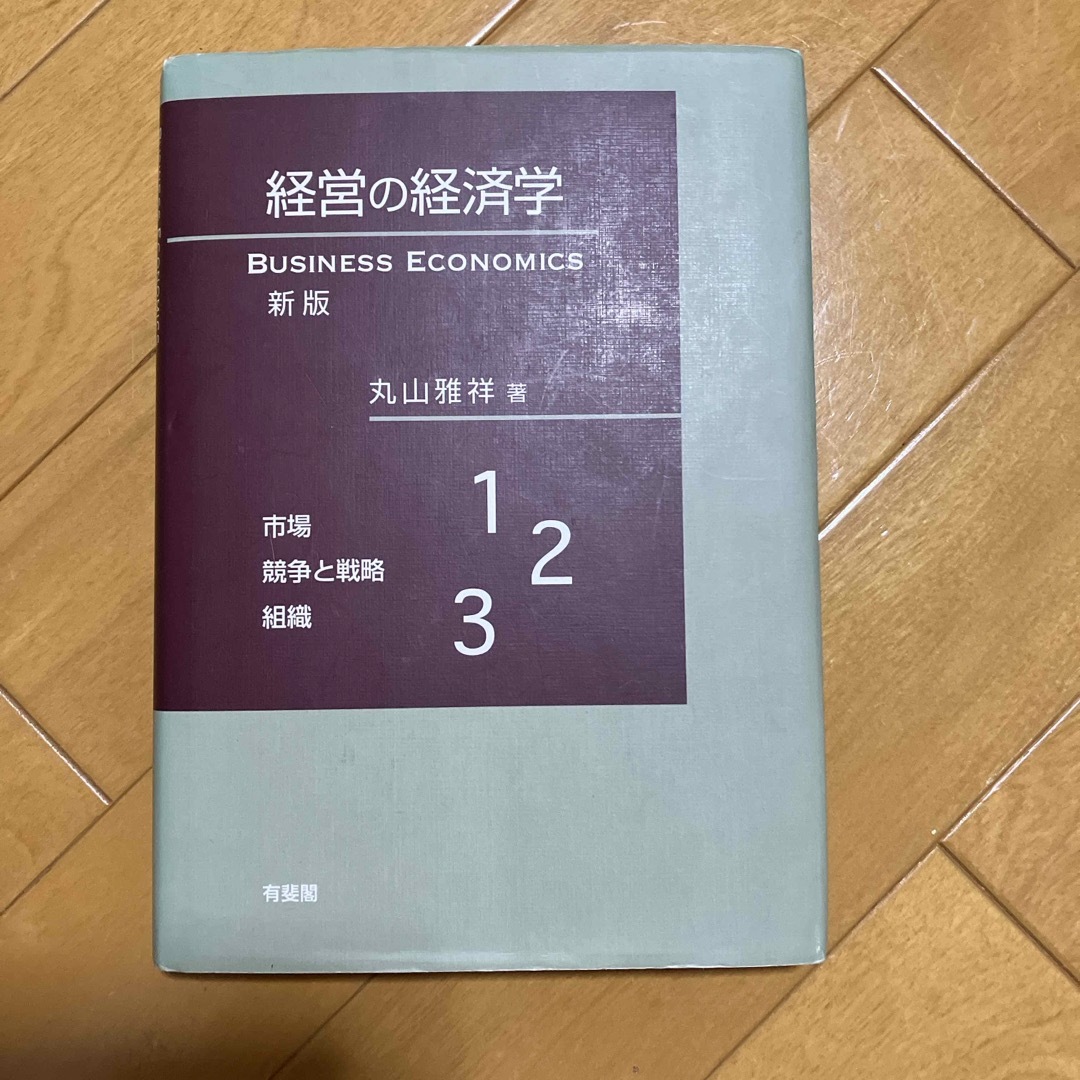 経営の経済学
BUSINESS ECONOMICS
新版
丸山雅祥 著
1
2
3
市場
競争と戦略
組織
有斐閣